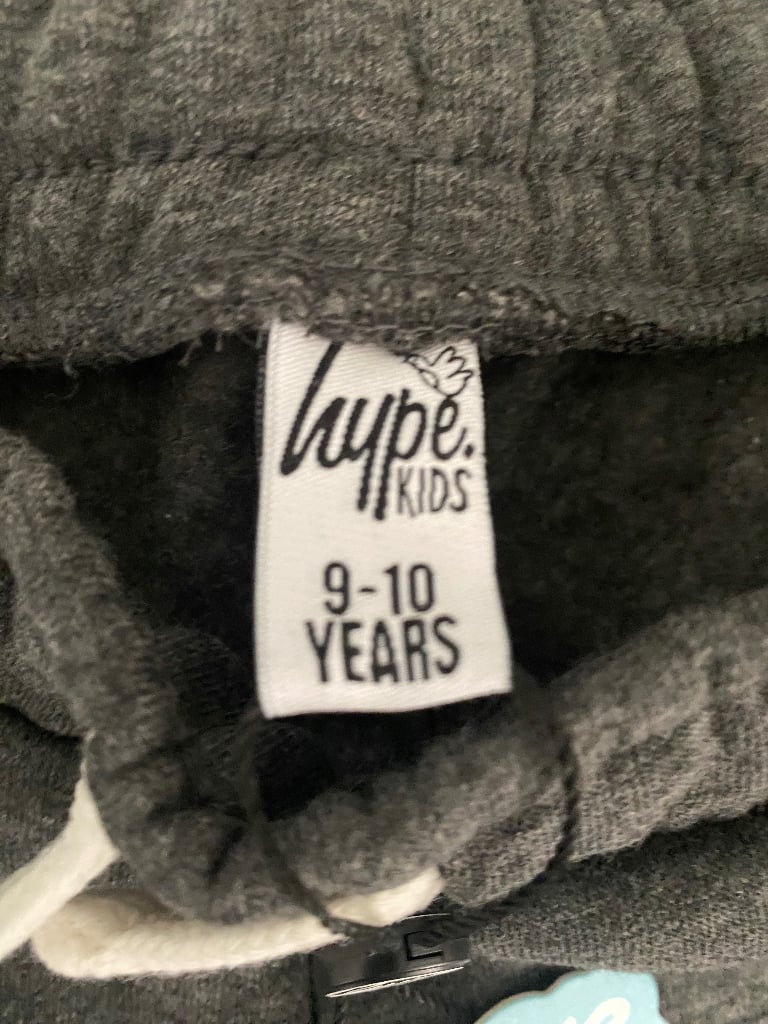 hype.
KIDS
9-10
YEARS